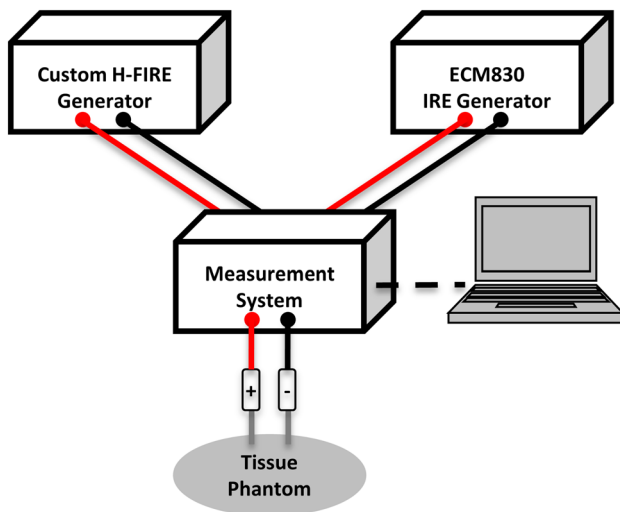 Custom H-FIRE
Generator
ECM830
IRE Generator
Measurement
System
+
-
Tissue
Phantom